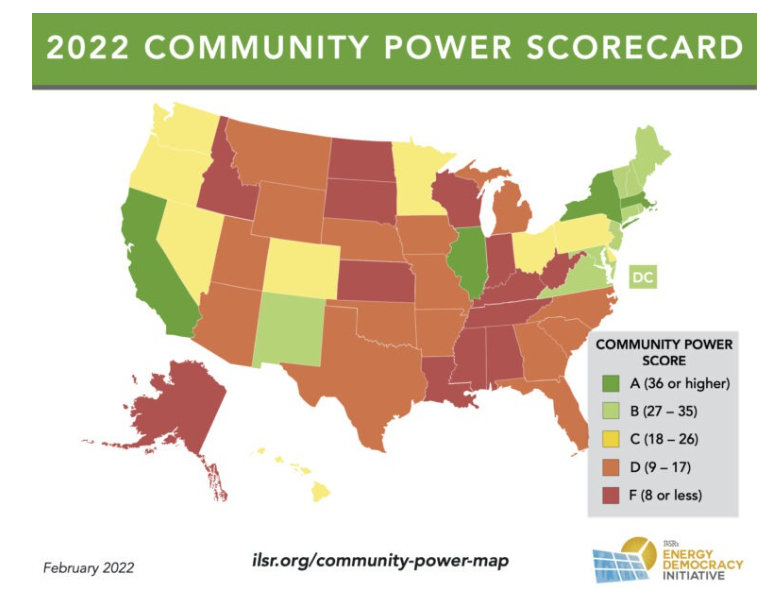 2022 COMMUNITY POWER SCORECARD
DC
COMMUNITY POWER
SCORE
A (36 or higher)
B (27 – 35)
C (18 – 26)
D (9 – 17)
F (8 or less)
February 2022
ilsr.org/community-power-map
ENERGY
DEMOCRACY
INITIATIVE